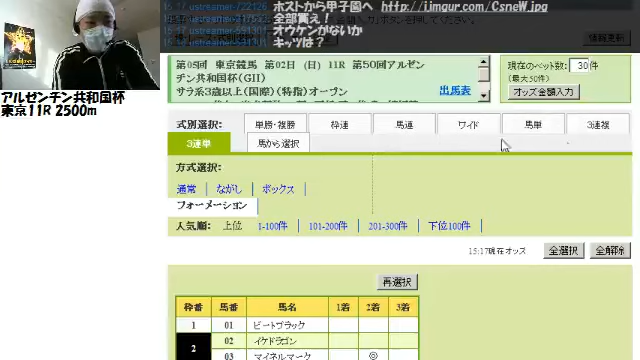 15:17 ustreamer-722126 ホストから甲子園へ http://iimgur.com/CsneW.jpg
全部貰え!
オウケンがないか
キッツは?
アルゼンチン共和国杯
東京11R 2500m
第05回 東京競馬 第02日 (日) 11R 第50回アルゼン
チン共和国杯(GII)
サラ系3歳以上(国際)(特指)オープン
出馬表
現在のベット数: 30 件
(最大50件)
オッズ金額入力
式別選択: 単勝・複勝 枠連 馬連 ワイド 馬単 3連複
3連単 馬から選択
方式選択:
通常 ながし ボックス
フォーメーション
人気順: 上位 1-100件 101-200件 201-300件 下位100件
15:17現在オッズ 全選択 全解除
再選択
枠番 馬番 馬名 1着 2着 3着
1 01 ビートブラック
2 02 イケドラゴン
03 マイネルマーク ◎